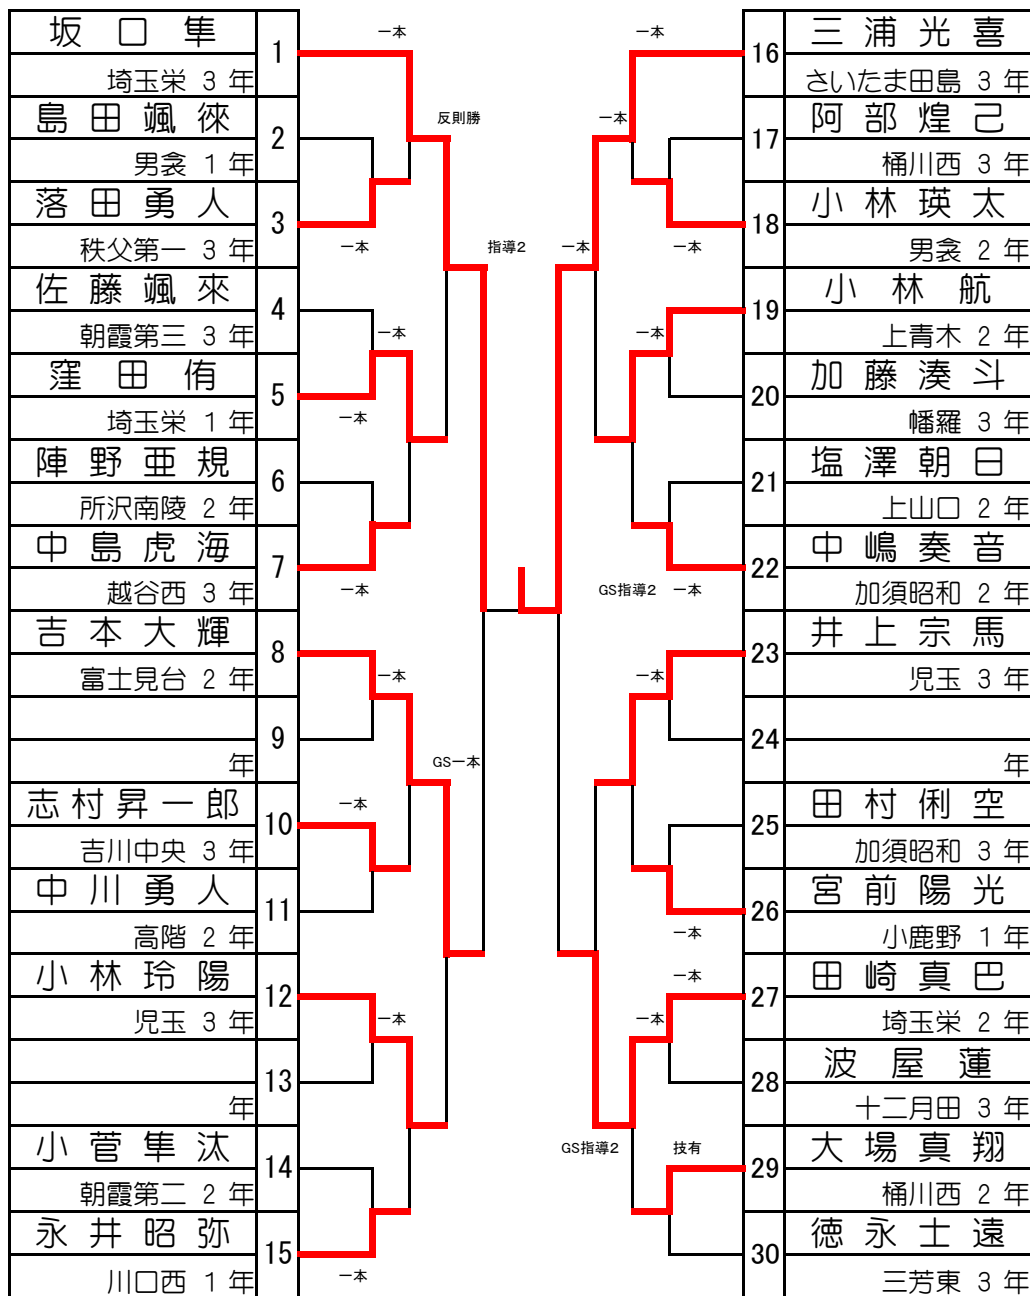 坂口隼
1
埼玉栄 3 年
島田颯徠
2
男衾 1 年
落田勇人
3
秩父第一 3 年
佐藤颯來
4
朝霞第三 3 年
窪田侑
5
埼玉栄 1 年
陣野亜規
6
所沢南陵 2 年
中島虎海
7
越谷西 3 年
吉本大輝
8
富士見台 2 年
9
年
志村昇一郎
10
吉川中央 3 年
中川勇人
11
高階 2 年
小林玲陽
12
児玉 3 年
13
年
小菅隼汰
14
朝霞第二 2 年
永井昭弥
15
川口西 1 年
一本
反則勝
一本
指導2
一本
一本
一本
一本
GS一本
一本
一本
一本
一本
一本
一本
一本
一本
一本
GS指導2
一本
一本
一本
一本
一本
GS指導2
技有
三浦光喜
16
さいたま田島 3 年
阿部煌己
17
桶川西 3 年
小林瑛太
18
男衾 2 年
小林航
19
上青木 2 年
加藤湊斗
20
幡羅 3 年
塩澤朝日
21
上山口 2 年
中嶋奏音
22
加須昭和 2 年
井上宗馬
23
児玉 3 年
24
年
田村俐空
25
加須昭和 3 年
宮前陽光
26
小鹿野 1 年
田崎真巴
27
埼玉栄 2 年
波屋蓮
28
十二月田 3 年
大場真翔
29
桶川西 2 年
徳永士遠
30
三芳東 3 年